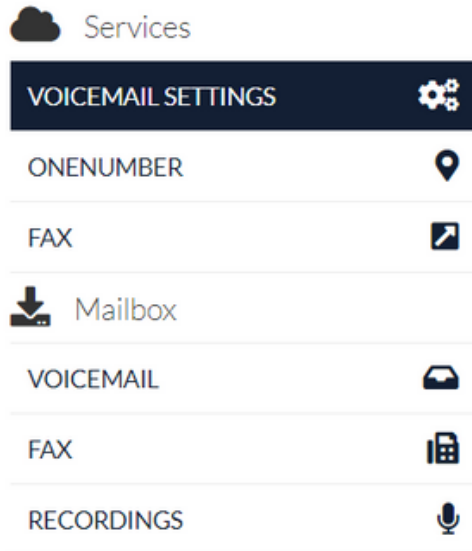 Services
VOICEMAIL SETTINGS
ONENUMBER
FAX
Mailbox
VOICEMAIL
FAX
RECORDINGS